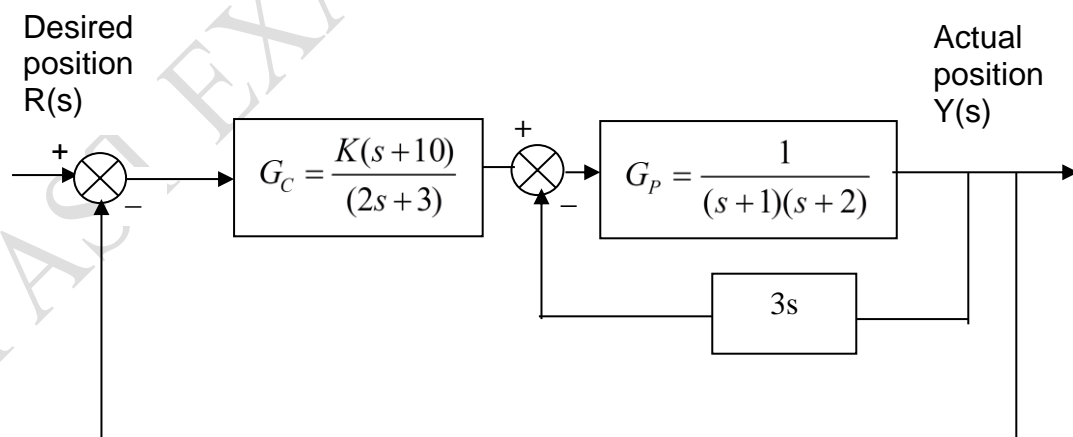 Desired
position
R(s)
Actual
position
Y(s)
+
−
G_C = K(s+10)/(2s+3)
+
−
G_P = 1/((s+1)(s+2))
3s